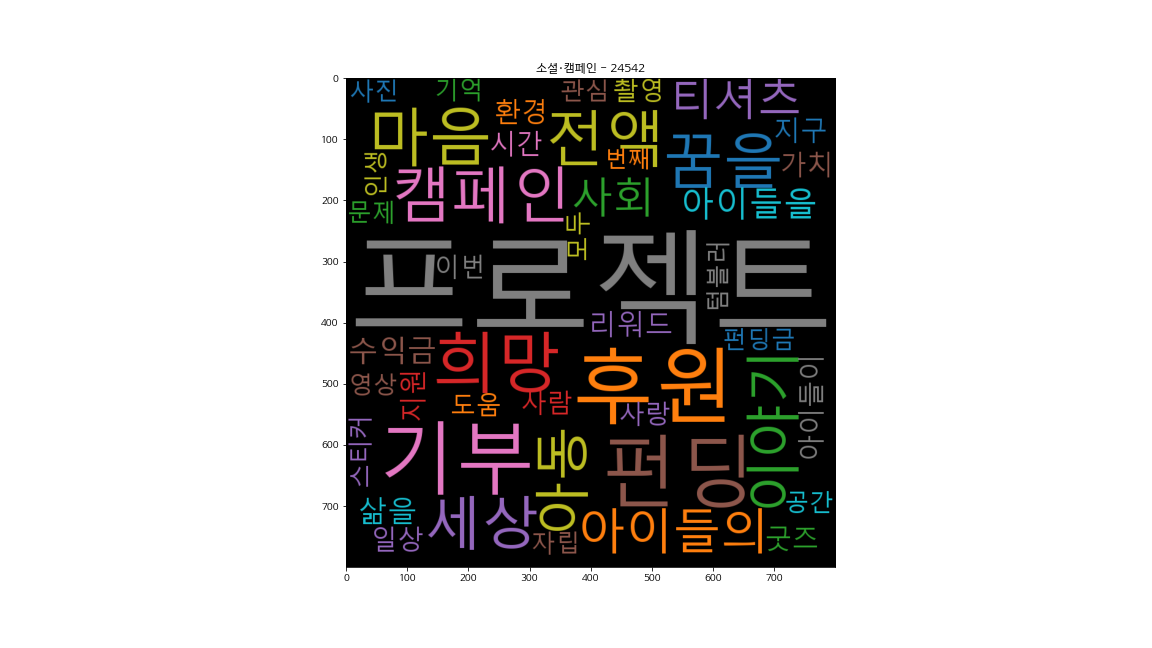 소셜·캠페인 - 24542
사진 기억 관심 촬영 티셔츠
환경 마음 전액 지구
시간 번째 꿈을 가치
인생 캠페인 사회 아이들을
문제 모두
프로젝트
이번 텀블러
리워드 펀딩금
수익금 희망 후원 이야기
영상 지원 도움 사람 사랑 아이들이
스티커 기부 옷 펀딩
삶을 세상 공간
일상 자립 아이들의 굿즈
0
100
200
300
400
500
600
700
0 100 200 300 400 500 600 700